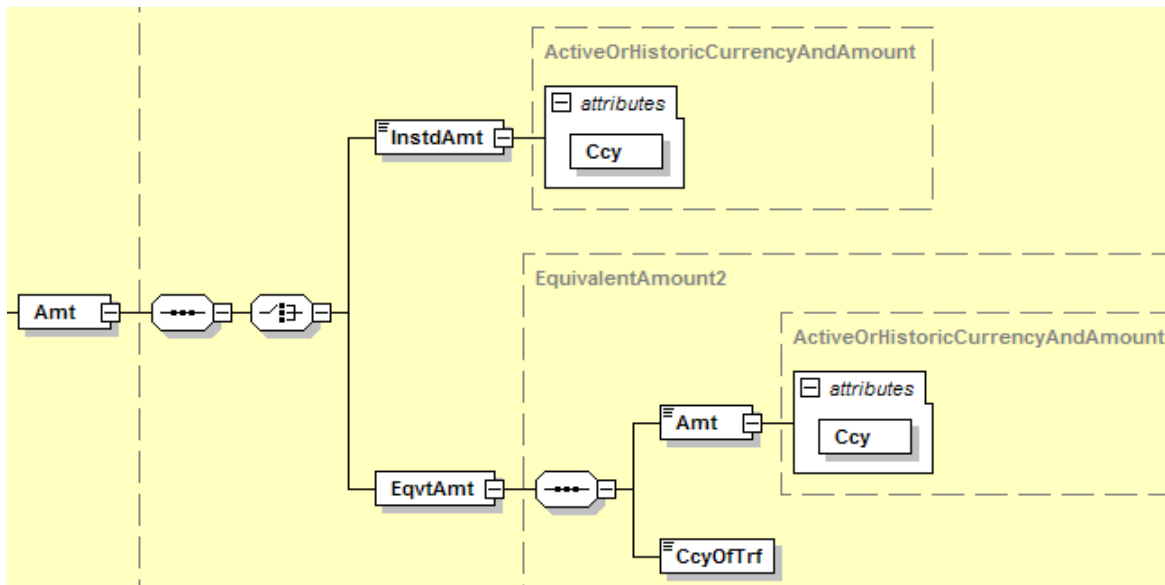 ActiveOrHistoricCurrencyAndAmount
attributes
InstdAmt
Ccy
EquivalentAmount2
Amt
ActiveOrHistoricCurrencyAndAmount
attributes
Amt
Ccy
EqvtAmt
CcyOfTrf